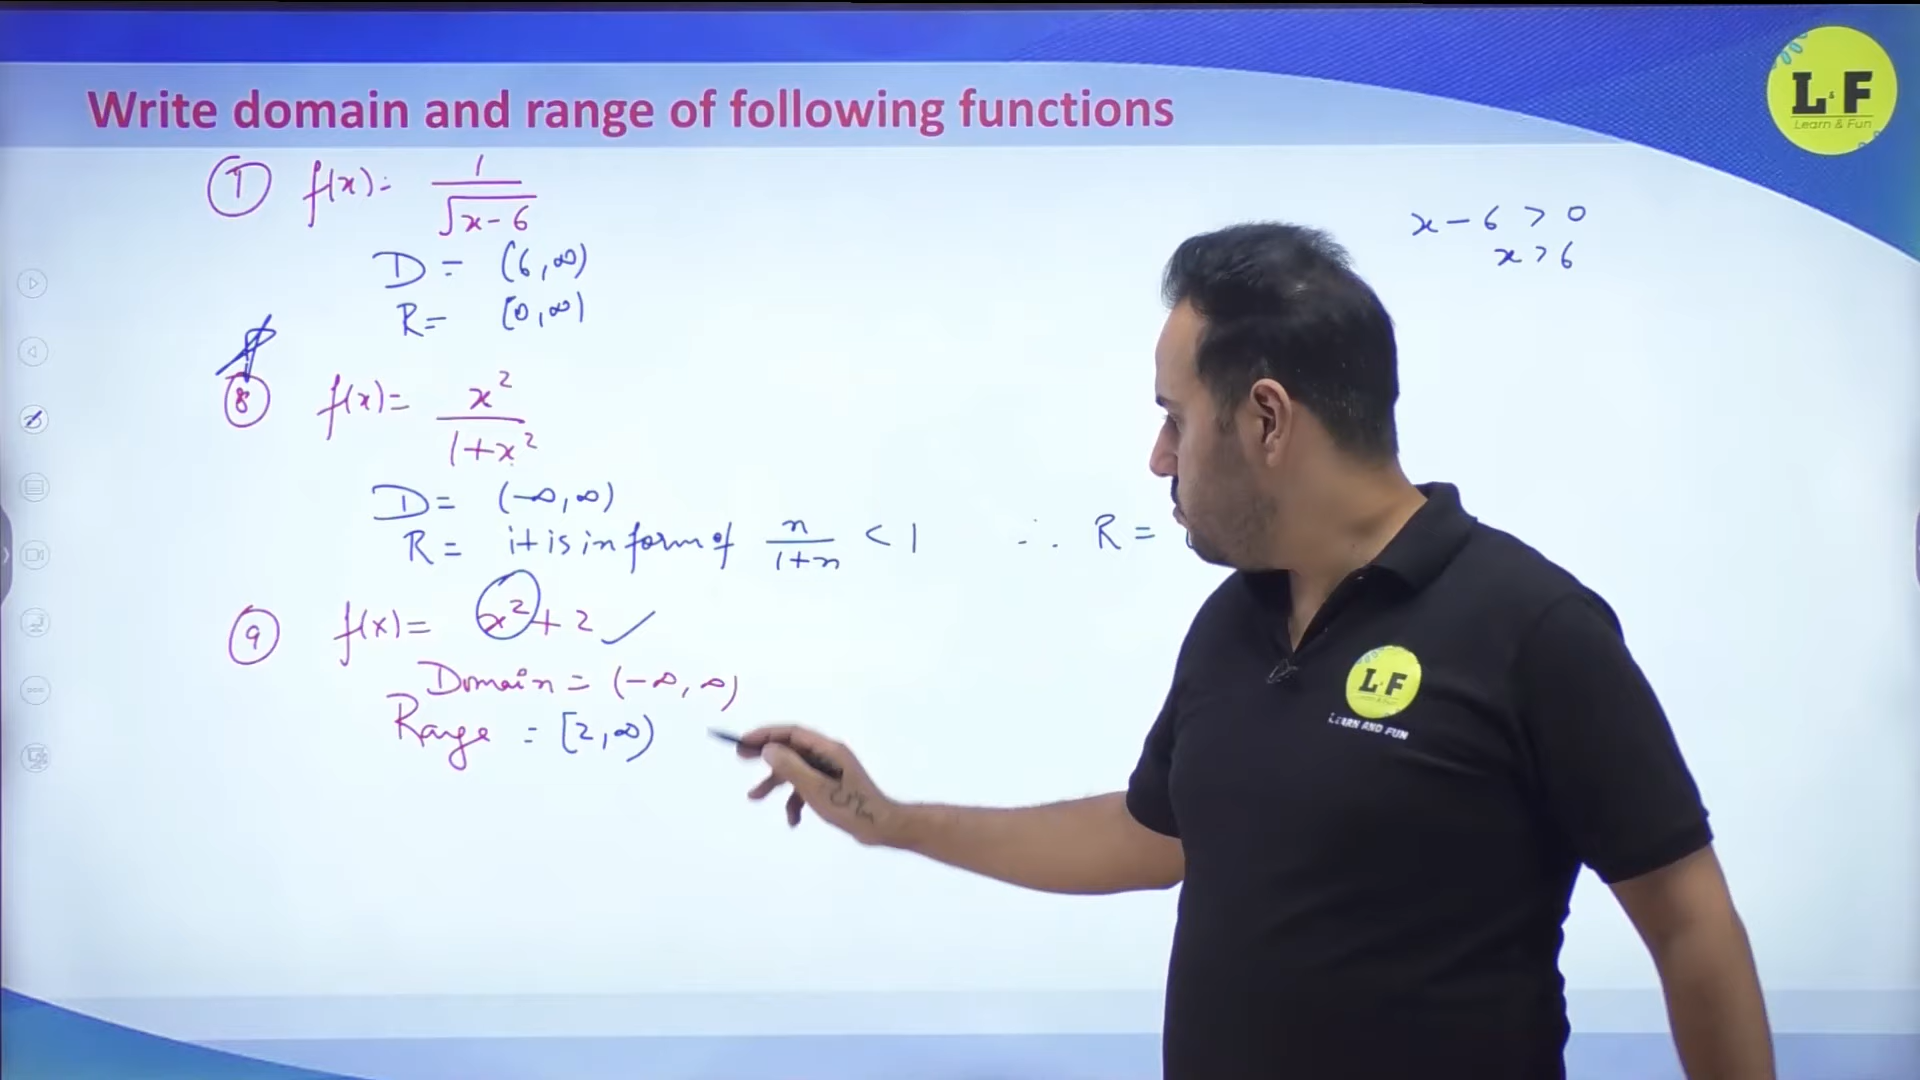 Write domain and range of following functions
L&F
Learn & Fun
① f(x) = 1/√x-6
x - 6 > 0
x > 6
D = (6, ∞)
R = [0, ∞)
⑧ f(x) = x²/1+x²
D = (-∞, ∞)
R = it is in form of n/1+n < 1 ∴ R =
⑨ f(x) = x² + 2 ✓
Domain = (-∞, ∞)
Range = [2, ∞)
L&F
LEARN AND FUN